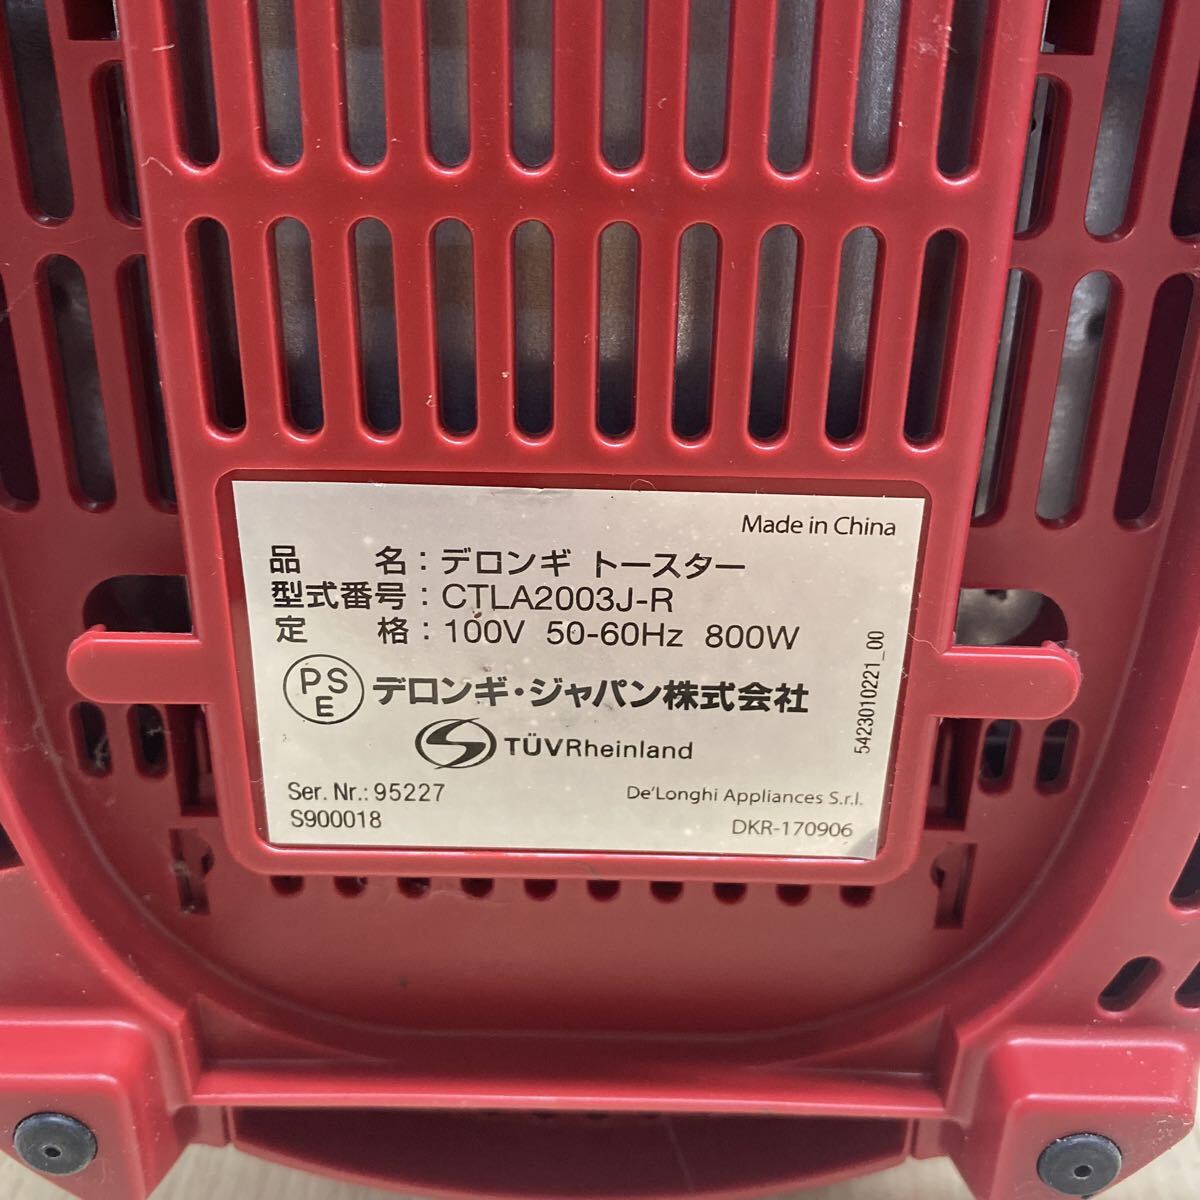 Made in China
品名：デロンギ トースター
型式番号：CTLA2003J-R
定格：100V 50-60Hz 800W
PSE デロンギ・ジャパン株式会社
TÜVRheinland
Ser. Nr.: 95227
S900018
De'Longhi Appliances S.r.l.
DKR-170906
5423010221_00